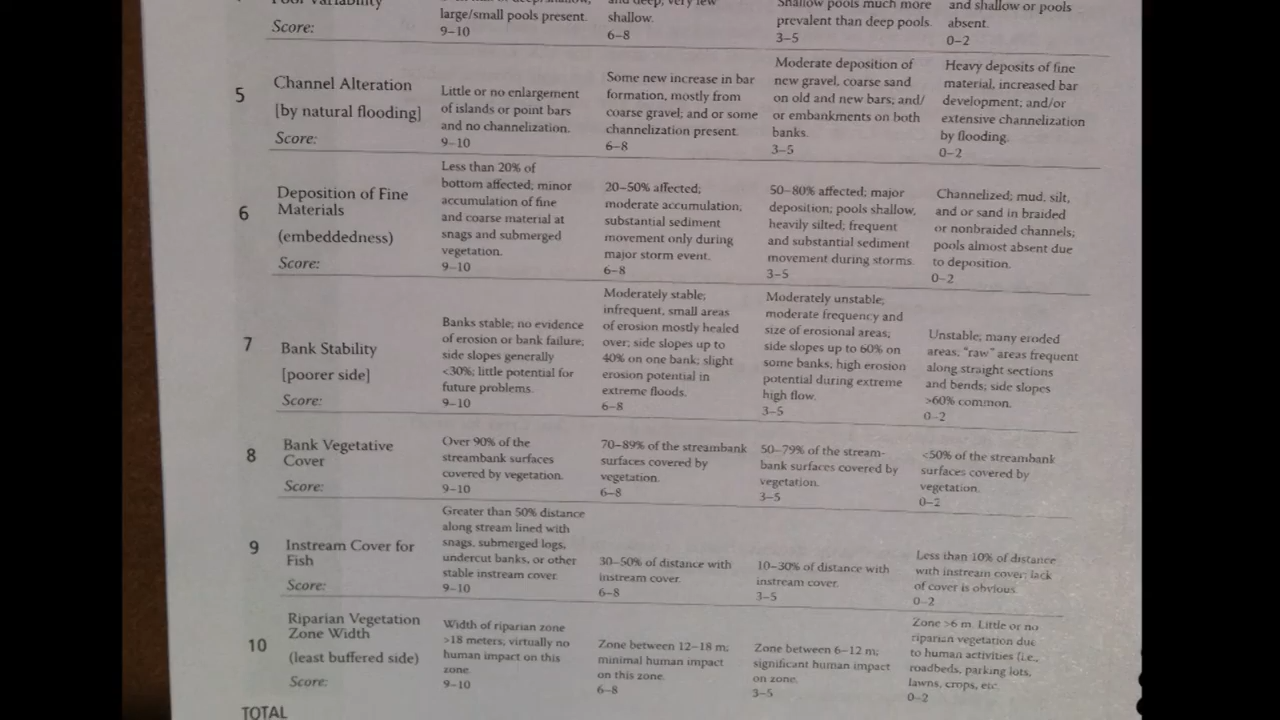 large/small pools present.
shallow.
Shallow pools much more
prevalent than deep pools.
and shallow or pools
absent.
Score:
9–10
6–8
3–5
0–2
5
Channel Alteration
[by natural flooding]
Score:
Little or no enlargement
of islands or point bars
and no channelization.
9–10
Some new increase in bar
formation, mostly from
coarse gravel; and or some
channelization present.
6–8
Moderate deposition of
new gravel, coarse sand
on old and new bars; and/
or embankments on both
banks.
3–5
Heavy deposits of fine
material, increased bar
development; and/or
extensive channelization
by flooding.
0–2
6
Deposition of Fine
Materials
(embeddedness)
Score:
Less than 20% of
bottom affected; minor
accumulation of fine
and coarse material at
snags and submerged
vegetation.
9–10
20–50% affected;
moderate accumulation;
substantial sediment
movement only during
major storm event.
6–8
50–80% affected; major
deposition; pools shallow,
heavily silted; frequent
and substantial sediment
movement during storms.
3–5
Channelized; mud, silt,
and or sand in braided
or nonbraided channels;
pools almost absent due
to deposition.
0–2
7
Bank Stability
[poorer side]
Score:
Banks stable; no evidence
of erosion or bank failure;
side slopes generally
<30%; little potential for
future problems.
9–10
Moderately stable;
infrequent, small areas
of erosion mostly healed
over; side slopes up to
40% on one bank; slight
erosion potential in
extreme floods.
6–8
Moderately unstable;
moderate frequency and
size of erosional areas;
side slopes up to 60% on
some banks; high erosion
potential during extreme
high flow.
3–5
Unstable; many eroded
areas; "raw" areas frequent
along straight sections
and bends; side slopes
>60% common.
0–2
8
Bank Vegetative
Cover
Score:
Over 90% of the
streambank surfaces
covered by vegetation.
9–10
70–89% of the streambank
surfaces covered by
vegetation.
6–8
50–79% of the stream-
bank surfaces covered by
vegetation.
3–5
<50% of the streambank
surfaces covered by
vegetation.
0–2
9
Instream Cover for
Fish
Score:
Greater than 50% distance
along stream lined with
snags, submerged logs,
undercut banks, or other
stable instream cover.
9–10
30–50% of distance with
instream cover.
6–8
10–30% of distance with
instream cover.
3–5
Less than 10% of distance
with instream cover; lack
of cover is obvious.
0–2
10
Riparian Vegetation
Zone Width
(least buffered side)
Score:
Width of riparian zone
>18 meters, virtually no
human impact on this
zone.
9–10
Zone between 12–18 m;
minimal human impact
on this zone.
6–8
Zone between 6–12 m;
significant human impact
on zone.
3–5
Zone >6 m. Little or no
riparian vegetation due
to human activities (i.e.,
roadbeds, parking lots,
lawns, crops, etc.
0–2
TOTAL